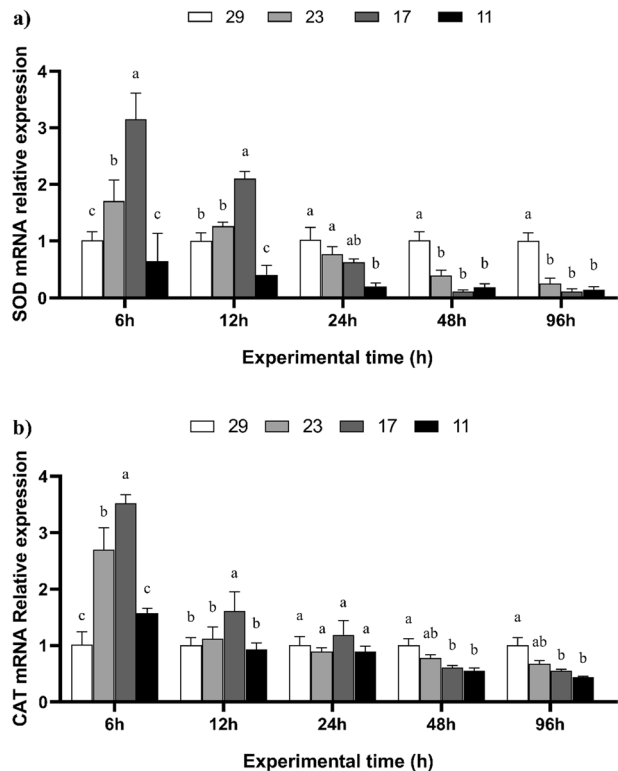 a) 29 23 17 11
SOD mRNA relative expression
4
3
2
1
0
c b a c
b b a c
a a ab b
a b b b
a b b b
6h 12h 24h 48h 96h
Experimental time (h)
b) 29 23 17 11
CAT mRNA Relative expression
4
3
2
1
0
c b a c
b b a b
a a a a
a ab b b
a ab b b
6h 12h 24h 48h 96h
Experimental time (h)